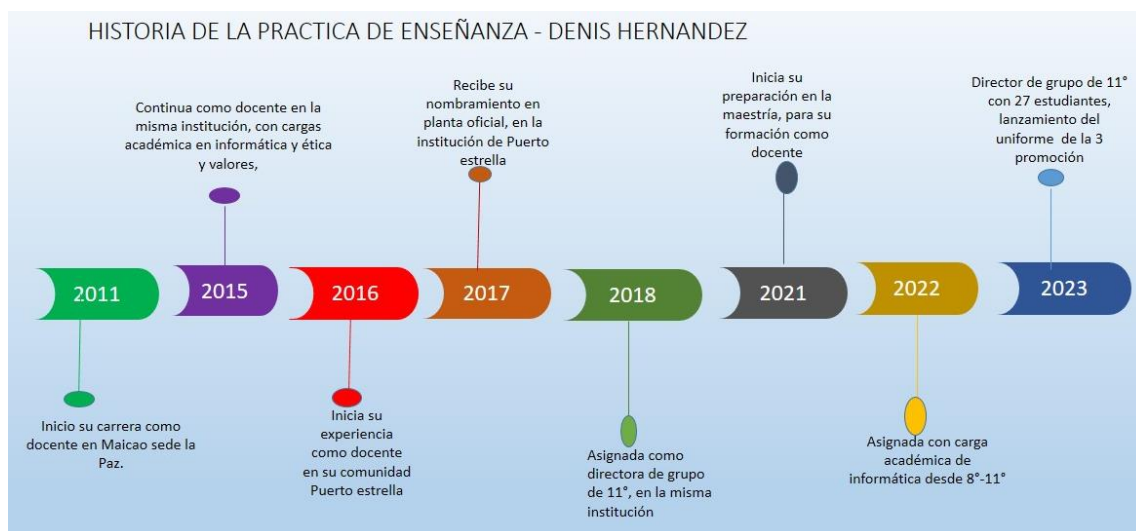 HISTORIA DE LA PRACTICA DE ENSEÑANZA - DENIS HERNANDEZ
Continua como docente en la
misma institución, con cargas
académica en informática y ética
y valores,
Recibe su
nombramiento en
planta oficial, en la
institución de Puerto
estrella
Inicia su
preparación en la
maestría, para su
formación como
docente
Director de grupo de 11°
con 27 estudiantes,
lanzamiento del
uniforme de la 3
promoción
2011
2015
2016
2017
2018
2021
2022
2023
Inicio su carrera como
docente en Maicao sede la
Paz.
Inicia su
experiencia
como docente
en su comunidad
Puerto estrella
Asignada como
directora de grupo
de 11°, en la misma
institución
Asignada con carga
académica de
informática desde 8°-11°